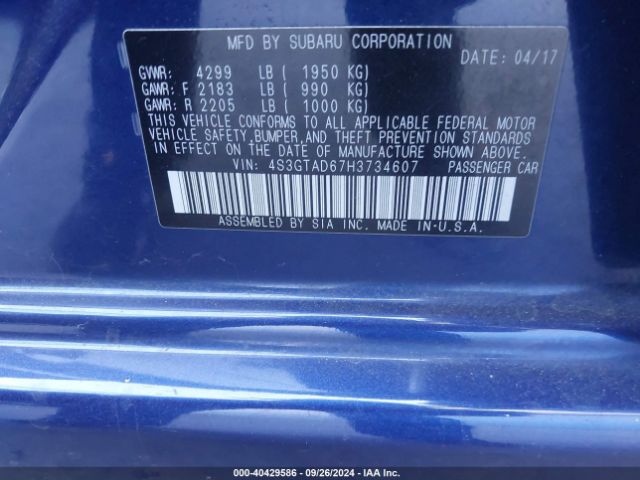 MFD BY SUBARU CORPORATION
DATE: 04/17
GVWR: 4299 LB ( 1950 KG)
GAWR: F 2183 LB ( 990 KG)
GAWR: R 2205 LB ( 1000 KG)
THIS VEHICLE CONFORMS TO ALL APPLICABLE FEDERAL MOTOR
VEHICLE SAFETY,BUMPER,AND THEFT PREVENTION STANDARDS
IN EFFECT ON THE DATE OF MANUFACTURE SHOWN ABOVE.
VIN: 4S3GTAD67H3734607 PASSENGER CAR
ASSEMBLED BY SIA INC. MADE IN U.S.A.
000-40429586 - 09/26/2024 - IAA Inc.